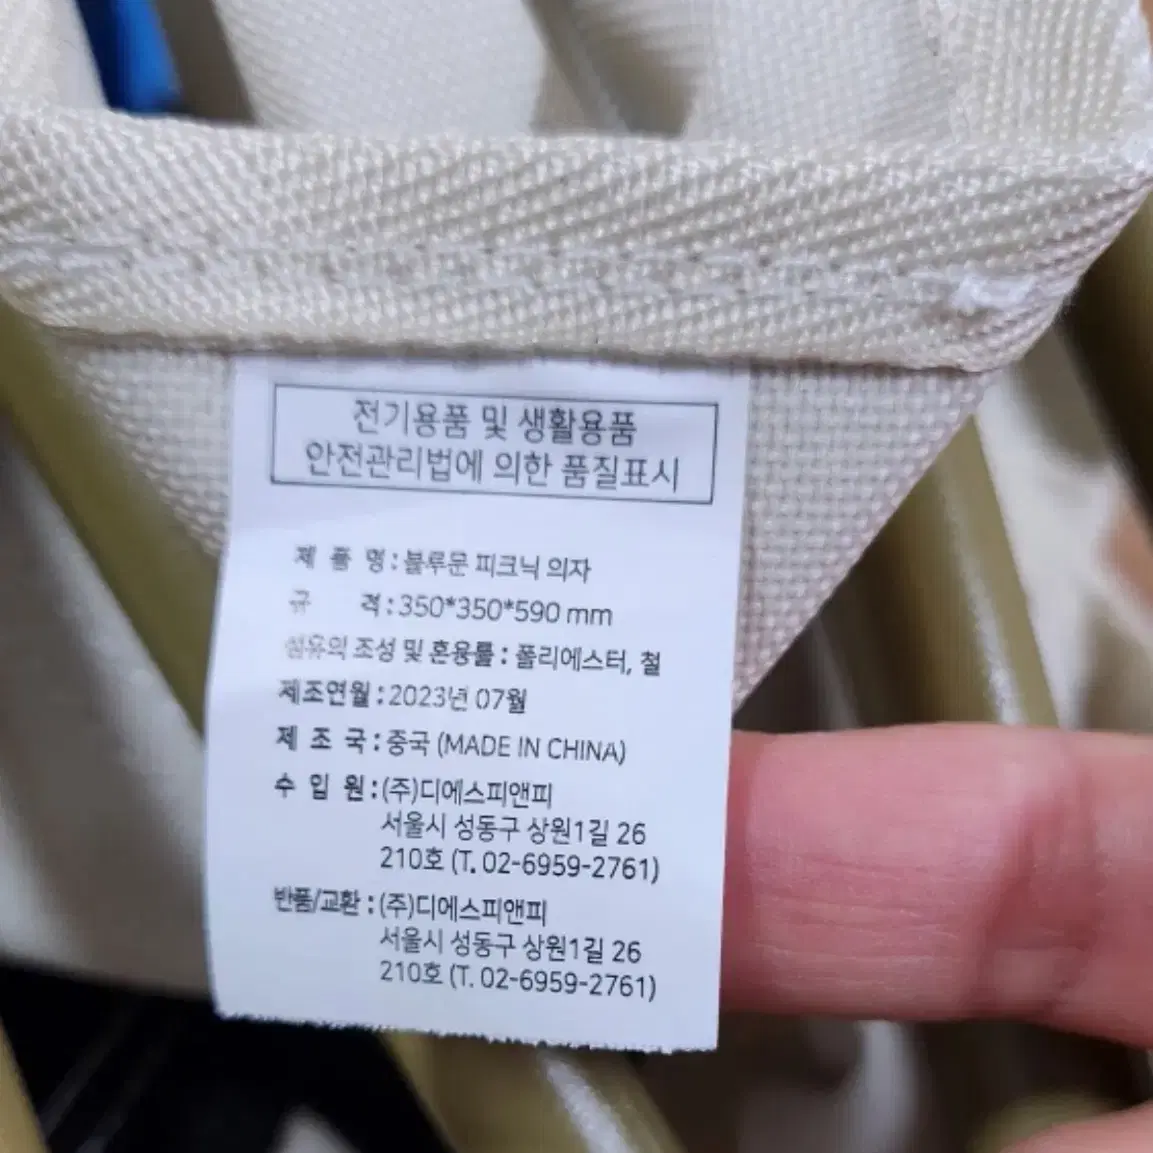 전기용품 및 생활용품
안전관리법에 의한 품질표시
제 품 명 : 블루문 피크닉 의자
규 격 : 350*350*590 mm
섬유의 조성 및 혼용률 : 폴리에스터, 철
제조연월 : 2023년 07월
제 조 국 : 중국 (MADE IN CHINA)
수 입 원 : (주)디에스피앤피
서울시 성동구 상원1길 26
210호 (T. 02-6959-2761)
반품/교환 : (주)디에스피앤피
서울시 성동구 상원1길 26
210호 (T. 02-6959-2761)